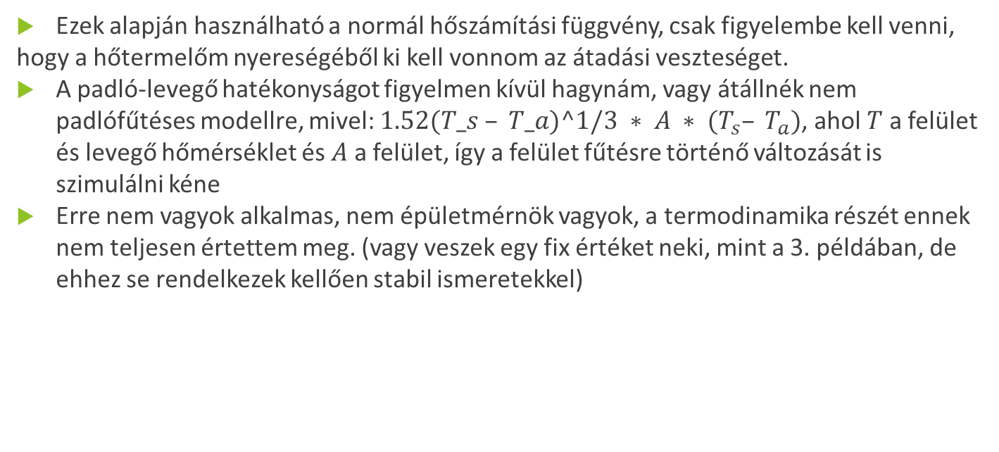 Ezek alapján használható a normál hőszámítási függvény, csak figyelembe kell venni,
hogy a hőtermelőm nyereségéből ki kell vonnom az átadási veszteséget.
A padló-levegő hatékonyságot figyelmen kívül hagynám, vagy átállnék nem
padlófűtéses modellre, mivel: 1.52(T_s – T_a)^1/3 * A * (Tₛ– Tₐ), ahol T a felület
és levegő hőmérséklet és A a felület, így a felület fűtésre történő változását is
szimulálni kéne
Erre nem vagyok alkalmas, nem épületmérnök vagyok, a termodinamika részét ennek
nem teljesen értettem meg. (vagy veszek egy fix értéket neki, mint a 3. példában, de
ehhez se rendelkezek kellően stabil ismeretekkel)